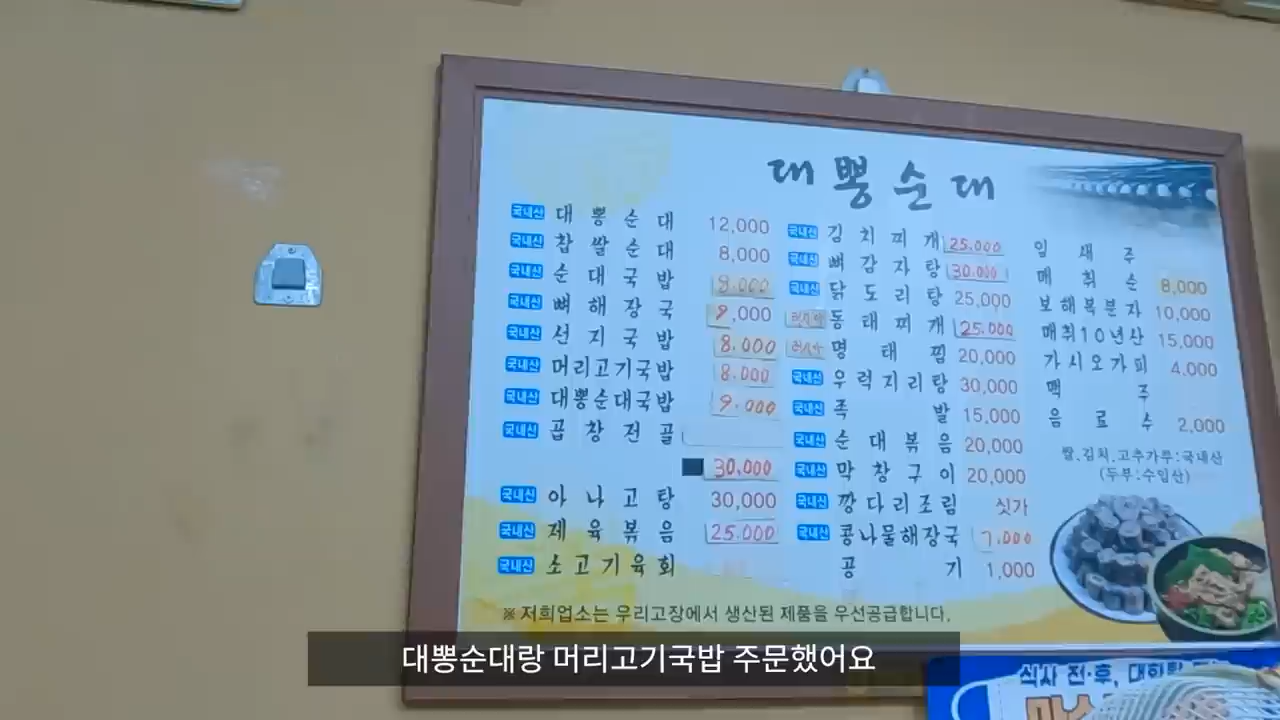 대뽕순대
국내산 대뽕순대 12,000
국내산 찹쌀순대 8,000
국내산 순대국밥 8.000
국내산 뼈해장국 9,000
국내산 선지국밥 8.000
국내산 머리고기국밥 8.000
국내산 대뽕순대국밥 9.000
국내산 곱창전골
30,000
국내산 아나고탕 30,000
국내산 제육볶음 25.000
국내산 소고기육회
국내산 김치찌개 25.000
국내산 뼈감자탕 30.000
국내산 닭도리탕 25,000
러시아 동태찌개 25.000
러시아 명태찜 20,000
국내산 우럭지리탕 30,000
국내산 족발 15,000
국내산 순대볶음 20,000
국내산 막창구이 20,000
국내산 깡다리조림 싯가
국내산 콩나물해장국 7.000
공기 1,000
잎새주
매취순 8,000
보해복분자 10,000
매취10년산 15,000
가시오가피 4,000
맥주
음료수 2,000
쌀.김치.고추가루:국내산
(두부:수입산)
※ 저희업소는 우리고장에서 생산된 제품을 우선공급합니다.
식사 전·후, 대화할
대뽕순대랑 머리고기국밥 주문했어요